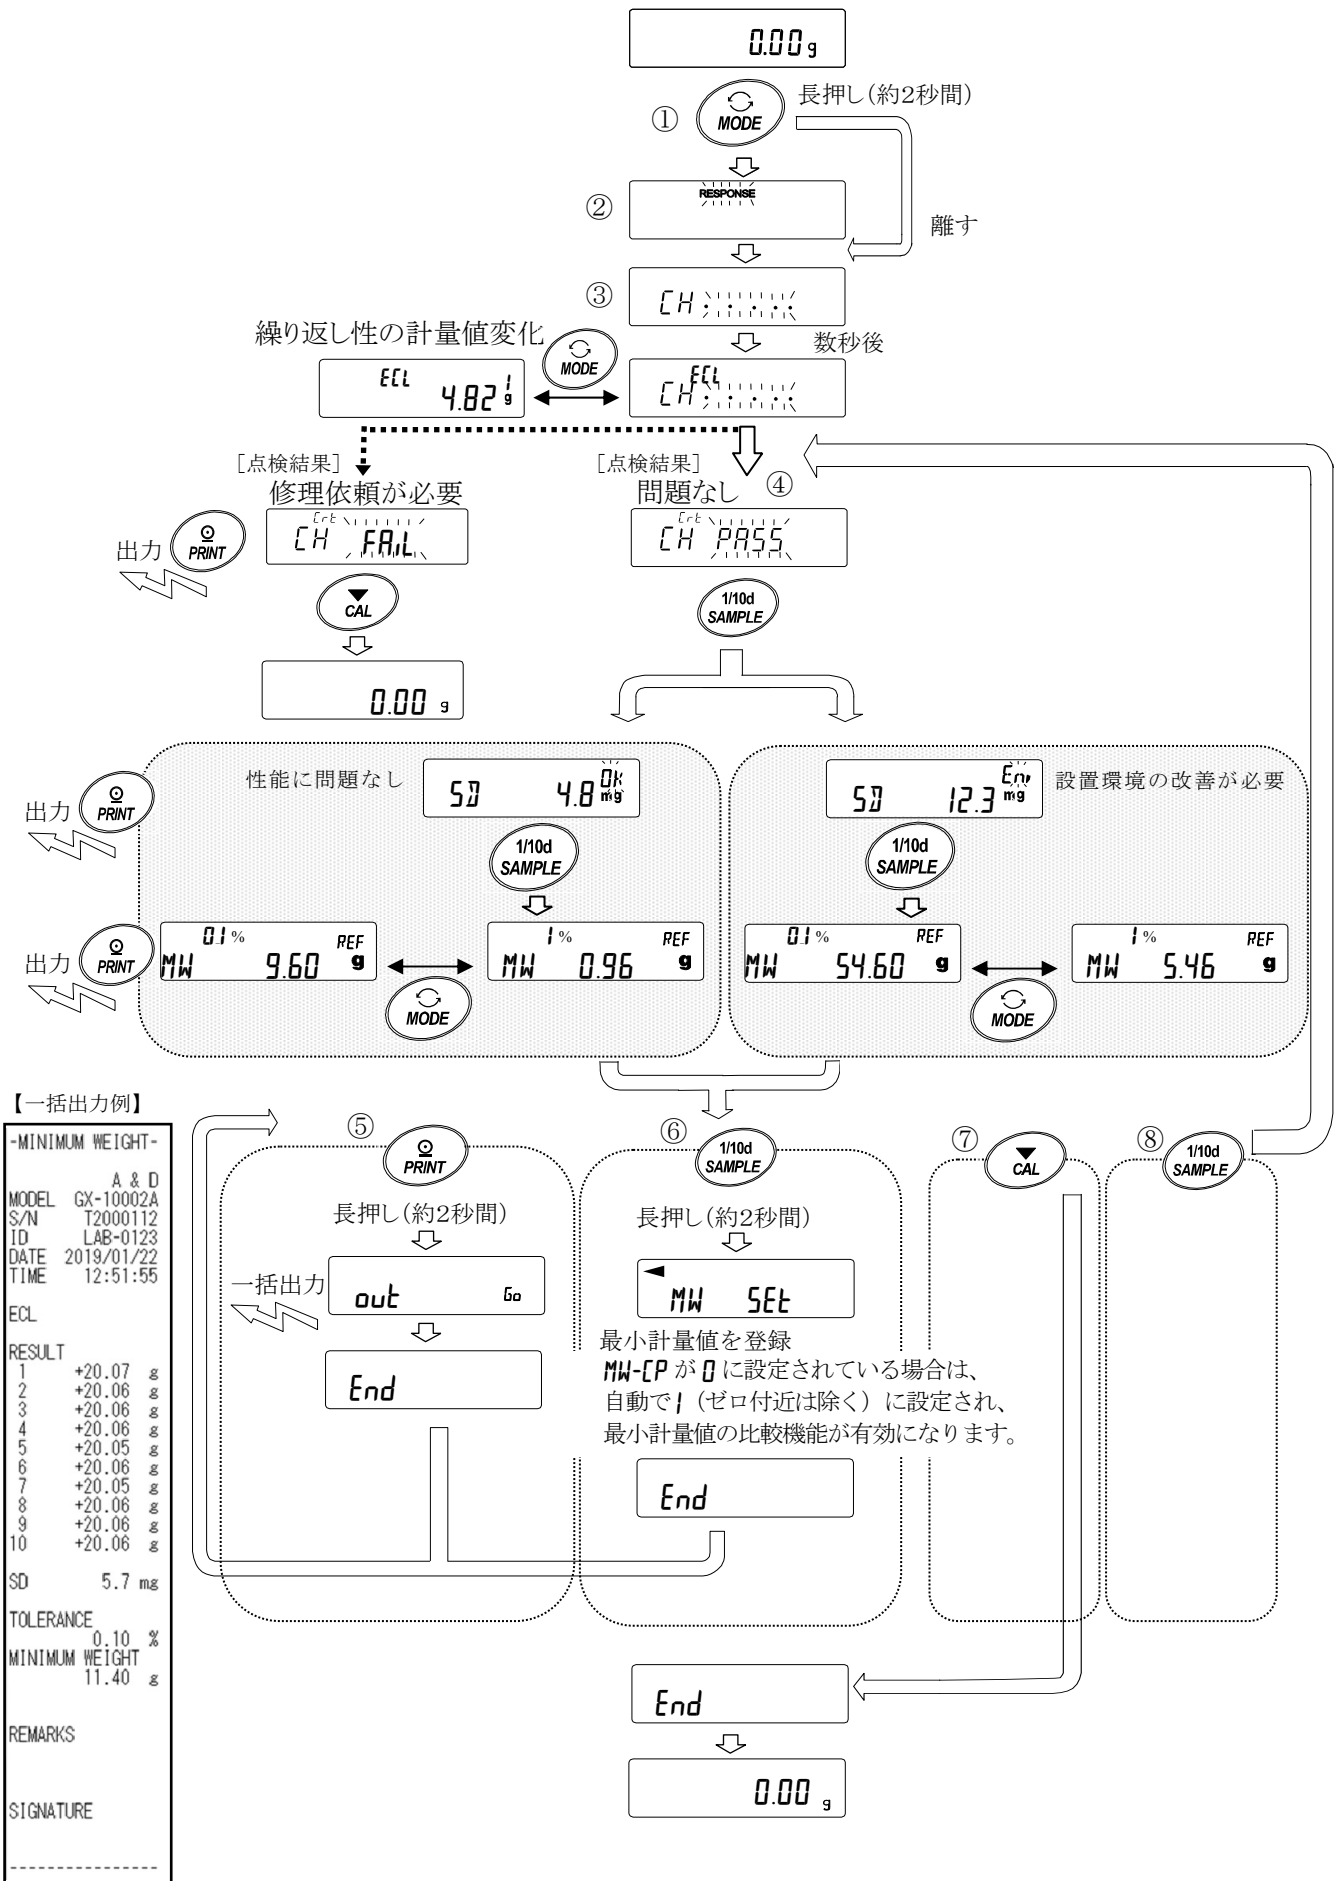 0.00 g
① MODE 長押し(約2秒間)
② RESPONSE
離す
③ CH
数秒後
繰り返し性の計量値変化
MODE
ECL 4.82 1 g
ECL CH
[点検結果]
修理依頼が必要
[点検結果]
問題なし ④
出力 PRINT
Crt CH FAiL
Crt CH PASS
CAL
1/10d SAMPLE
0.00 g
出力 PRINT
性能に問題なし
SD 4.8 OK mg
1/10d SAMPLE
SD 12.3 Env mg
設置環境の改善が必要
1/10d SAMPLE
出力 PRINT
0.1 % REF
MW 9.60 g
1 % REF
MW 0.96 g
MODE
0.1 % REF
MW 54.60 g
1 % REF
MW 5.46 g
MODE
【一括出力例】
-MINIMUM WEIGHT-
A & D
MODEL GX-10002A
S/N T2000112
ID LAB-0123
DATE 2019/01/22
TIME 12:51:55
ECL
RESULT
1 +20.07 g
2 +20.06 g
3 +20.06 g
4 +20.06 g
5 +20.05 g
6 +20.06 g
7 +20.05 g
8 +20.06 g
9 +20.06 g
10 +20.06 g
SD 5.7 mg
TOLERANCE
0.10 %
MINIMUM WEIGHT
11.40 g
REMARKS
SIGNATURE
----------------
⑤ PRINT
長押し(約2秒間)
一括出力
out Go
End
⑥ 1/10d SAMPLE
長押し(約2秒間)
MW SEt
最小計量値を登録
MW-CP が 0 に設定されている場合は、
自動で 1 (ゼロ付近は除く) に設定され、
最小計量値の比較機能が有効になります。
End
⑦ CAL
⑧ 1/10d SAMPLE
End
0.00 g